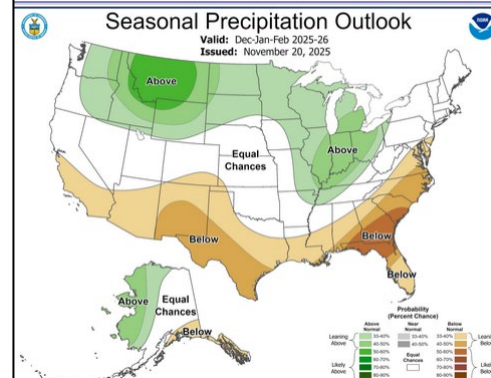 Seasonal Precipitation Outlook
Valid: Dec-Jan-Feb 2025-26
Issued: November 20, 2025
Above
Equal
Chances
Above
Below
Below
Below
Above
Equal
Chances
Below
Probability
(Percent Chance)
Above
Normal
Near
Normal
Below
Normal
Leaning
Above
33-40%
40-50%
50-60%
60-70%
70-80%
80-90%
Likely
Above
33-40%
40-50%
Equal
Chances
33-40%
40-50%
50-60%
60-70%
70-80%
80-90%